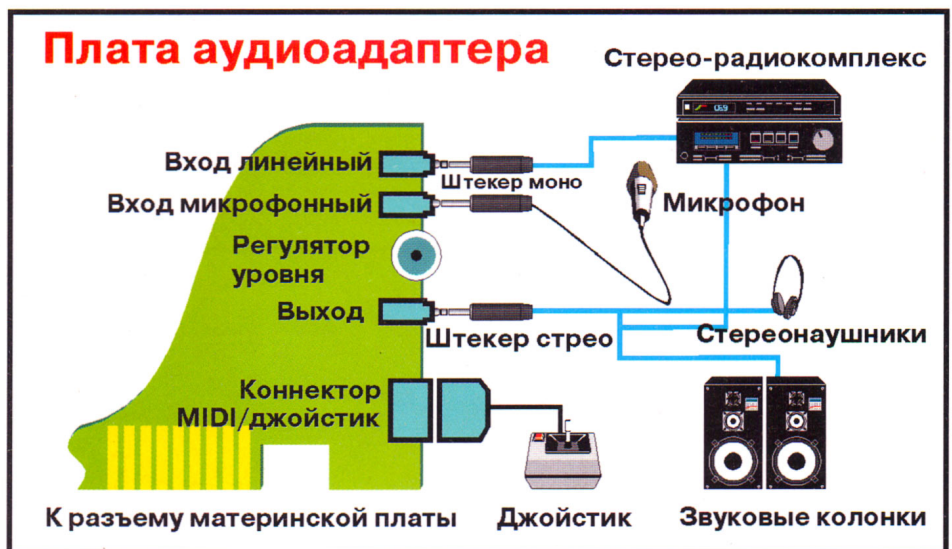 Плата аудиоадаптера
Стерео-радиокомплекс
Вход линейный
Штекер моно
Вход микрофонный
Микрофон
Регулятор
уровня
Выход
Штекер стрео
Стереонаушники
Коннектор
MIDI/джойстик
К разъему материнской платы
Джойстик
Звуковые колонки